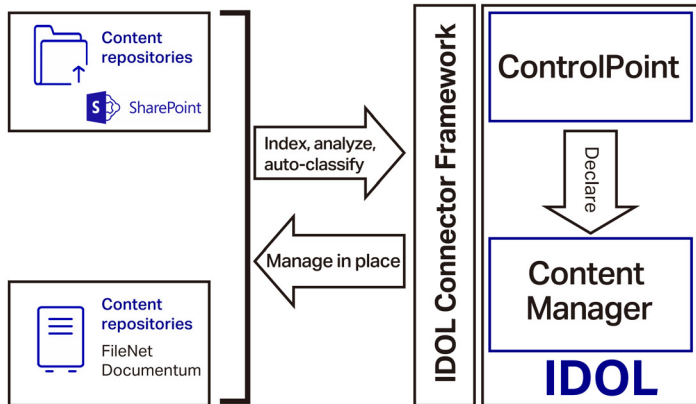 Content
repositories
S
SharePoint
Content
repositories
FileNet
Documentum
Index, analyze,
auto-classify
Manage in place
IDOL Connector Framework
ControlPoint
Declare
Content
Manager
IDOL